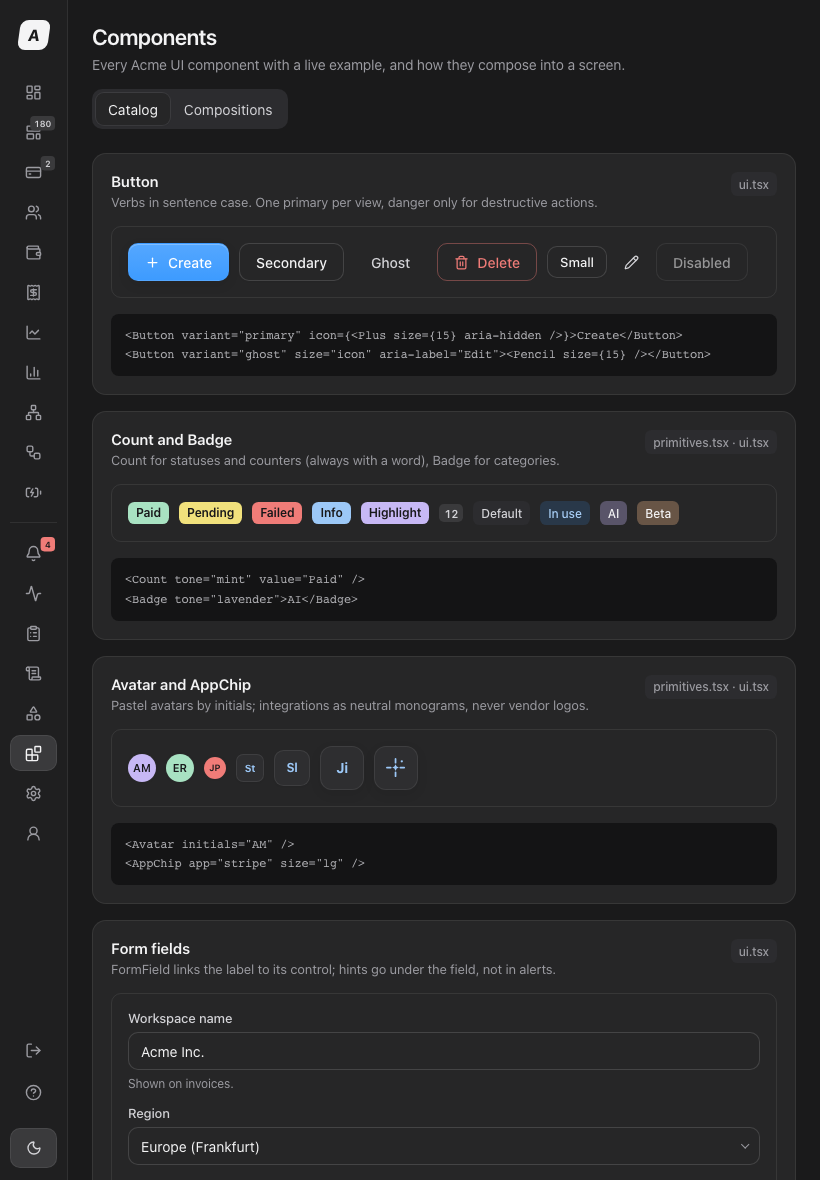 A
180
2
4
Components
Every Acme UI component with a live example, and how they compose into a screen.
Catalog Compositions
Button ui.tsx
Verbs in sentence case. One primary per view, danger only for destructive actions.
Create Secondary Ghost Delete Small Disabled
<Button variant="primary" icon={<Plus size={15} aria-hidden />}>Create</Button>
<Button variant="ghost" size="icon" aria-label="Edit"><Pencil size={15} /></Button>
Count and Badge primitives.tsx · ui.tsx
Count for statuses and counters (always with a word), Badge for categories.
Paid Pending Failed Info Highlight 12 Default In use AI Beta
<Count tone="mint" value="Paid" />
<Badge tone="lavender">AI</Badge>
Avatar and AppChip primitives.tsx · ui.tsx
Pastel avatars by initials; integrations as neutral monograms, never vendor logos.
AM ER JP St Sl Ji
<Avatar initials="AM" />
<AppChip app="stripe" size="lg" />
Form fields ui.tsx
FormField links the label to its control; hints go under the field, not in alerts.
Workspace name
Acme Inc.
Shown on invoices.
Region
Europe (Frankfurt)